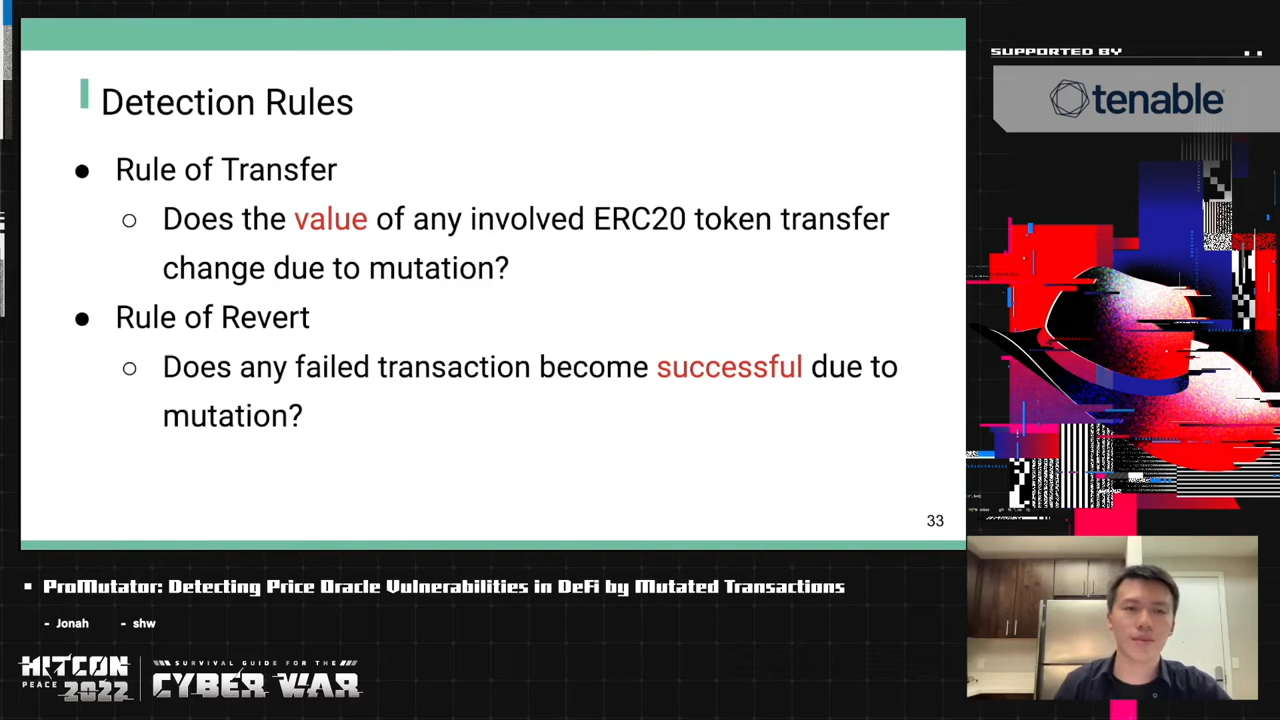 SUPPORTED BY
tenable
Detection Rules
● Rule of Transfer
○ Does the value of any involved ERC20 token transfer
change due to mutation?
● Rule of Revert
○ Does any failed transaction become successful due to
mutation?
33
ProMutator: Detecting Price Oracle Vulnerabilities in DeFi by Mutated Transactions
- Jonah - shw
HITCON
PEACE 2022
SURVIVAL GUIDE FOR THE
CYBER WAR